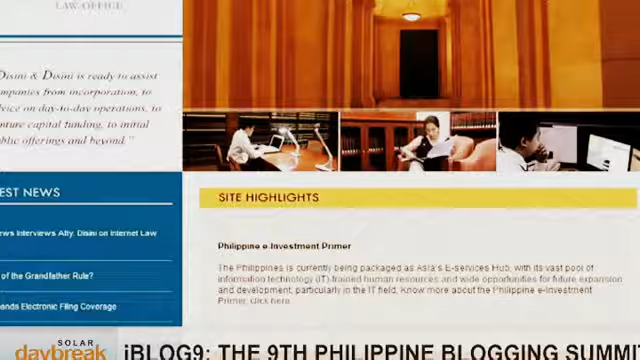 LAW OFFICE
Disini & Disini is ready to assist
mpanies from incorporation, to
vice on day-to-day operations, to
nture capital funding, to initial
blic offerings and beyond."
EST NEWS
ews Interviews Atty. Disini on Internet Law
of the Grandfather Rule?
ands Electronic Filing Coverage
SITE HIGHLIGHTS
Philippine e-Investment Primer
The Philippines is currently being packaged as Asia's E-services Hub, with its vast pool of
information technology (IT)-trained human resources and wide opportunities for future expansion
and development, particularly in the IT field. Know more about the Philippine e-Investment
Primer, click here.
SOLAR
daybreak
iBLOG9: THE 9TH PHILIPPINE BLOGGING SUMMI